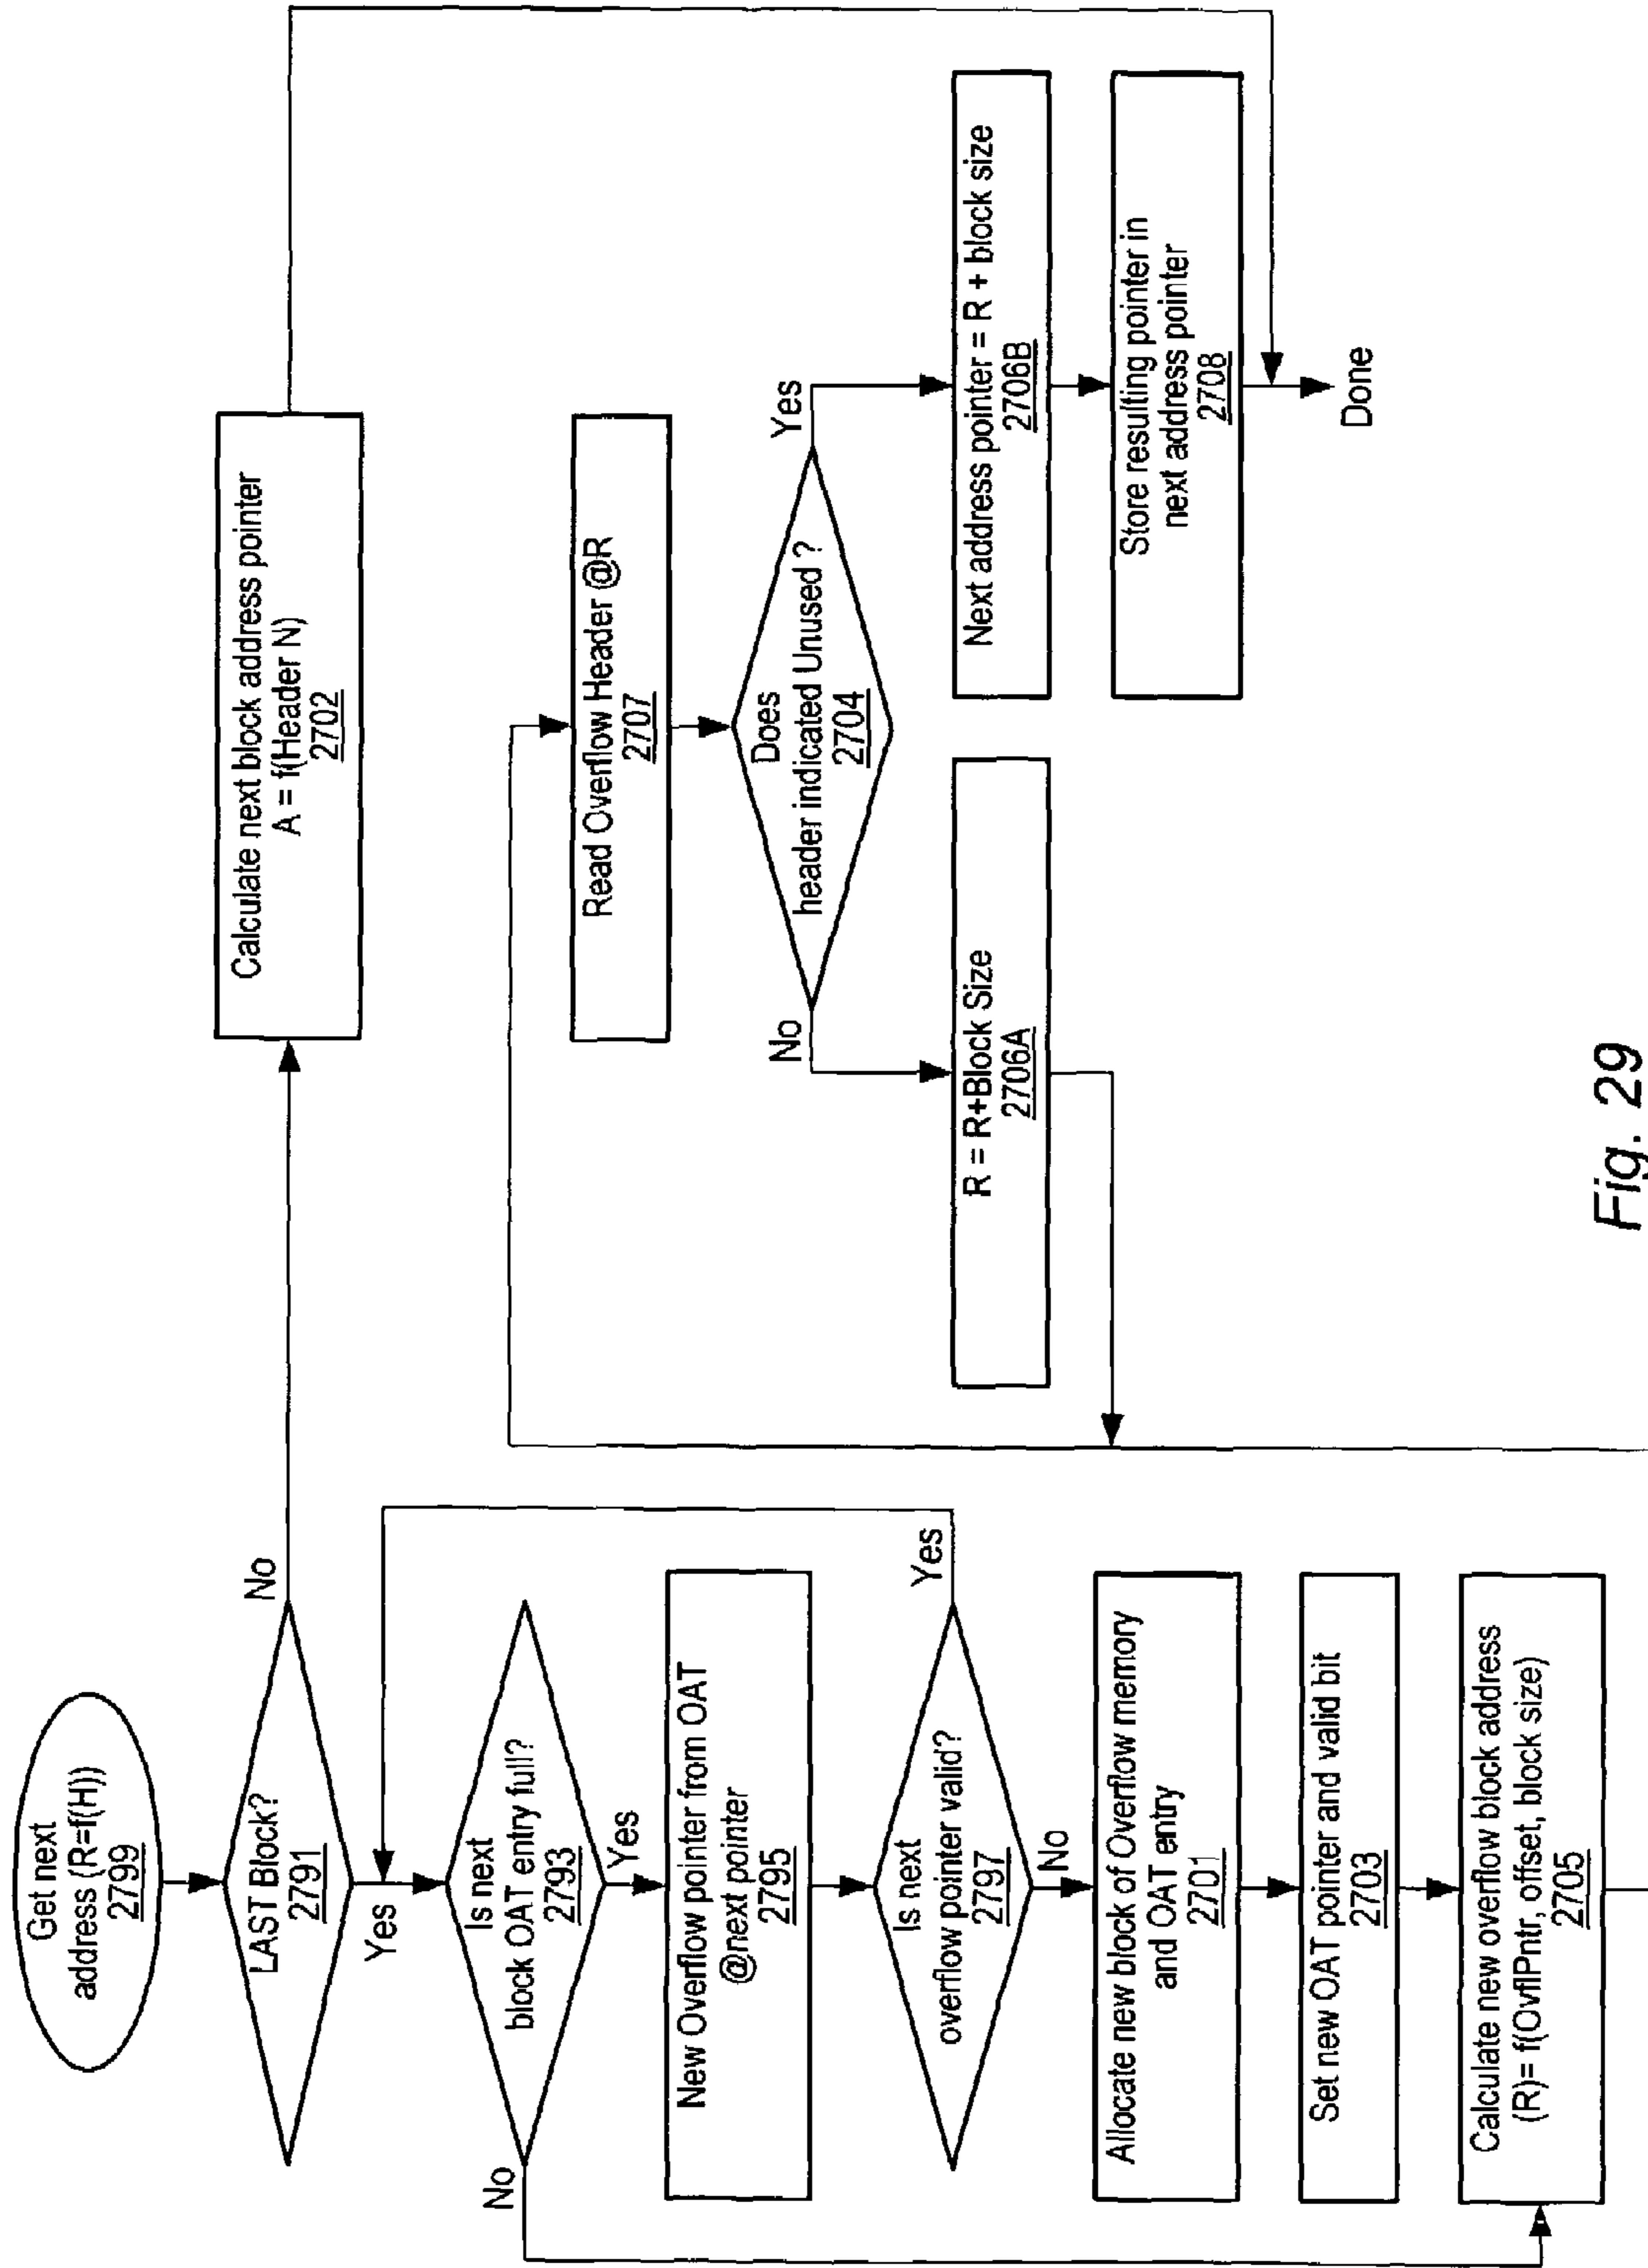 Get next
address (R=f(H))
2799
LAST Block?
2791
No
Yes
Is next
block OAT entry full?
2793
No
Yes
New Overflow pointer from OAT
@next pointer
2795
Is next
overflow pointer valid?
2797
Yes
No
Allocate new block of Overflow memory
and OAT entry
2701
Set new OAT pointer and valid bit
2703
Calculate new overflow block address
(R)= f(OvflPntr, offset, block size)
2705
Calculate next block address pointer
A = f(Header N)
2702
Read Overflow Header @R
2707
Does
header indicated Unused ?
2704
No
Yes
R = R+Block Size
2706A
Next address pointer = R + block size
2706B
Store resulting pointer in
next address pointer
2708
Done
Fig. 29